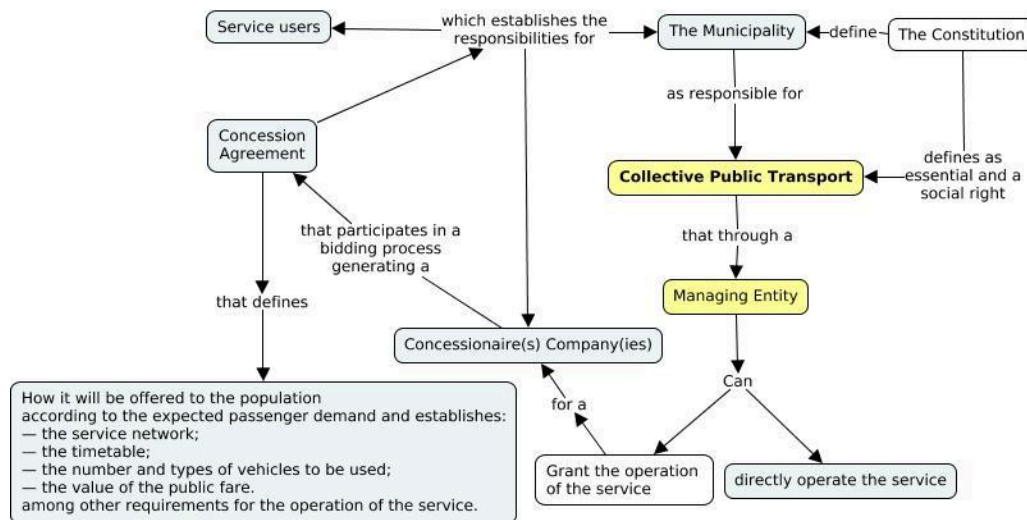 Service users
which establishes the
responsibilities for
The Municipality
define
The Constitution
as responsible for
Concession
Agreement
Collective Public Transport
defines as
essential and a
social right
that participates in a
bidding process
generating a
that through a
that defines
Managing Entity
Concessionaire(s) Company(ies)
Can
for a
How it will be offered to the population
according to the expected passenger demand and establishes:
— the service network;
— the timetable;
— the number and types of vehicles to be used;
— the value of the public fare.
among other requirements for the operation of the service.
Grant the operation
of the service
directly operate the service